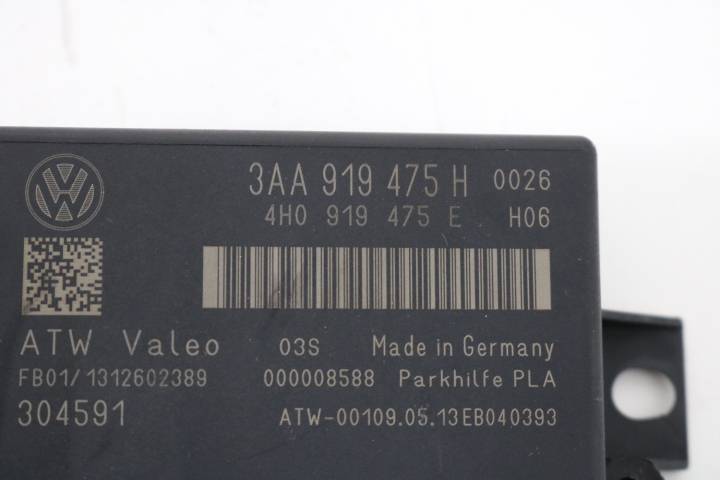 3AA 919 475 H 0026
4H0 919 475 E H06
ATW Valeo 03S Made in Germany
FB01/1312602389 000008588 Parkhilfe PLA
304591 ATW-00109.05.13EB040393